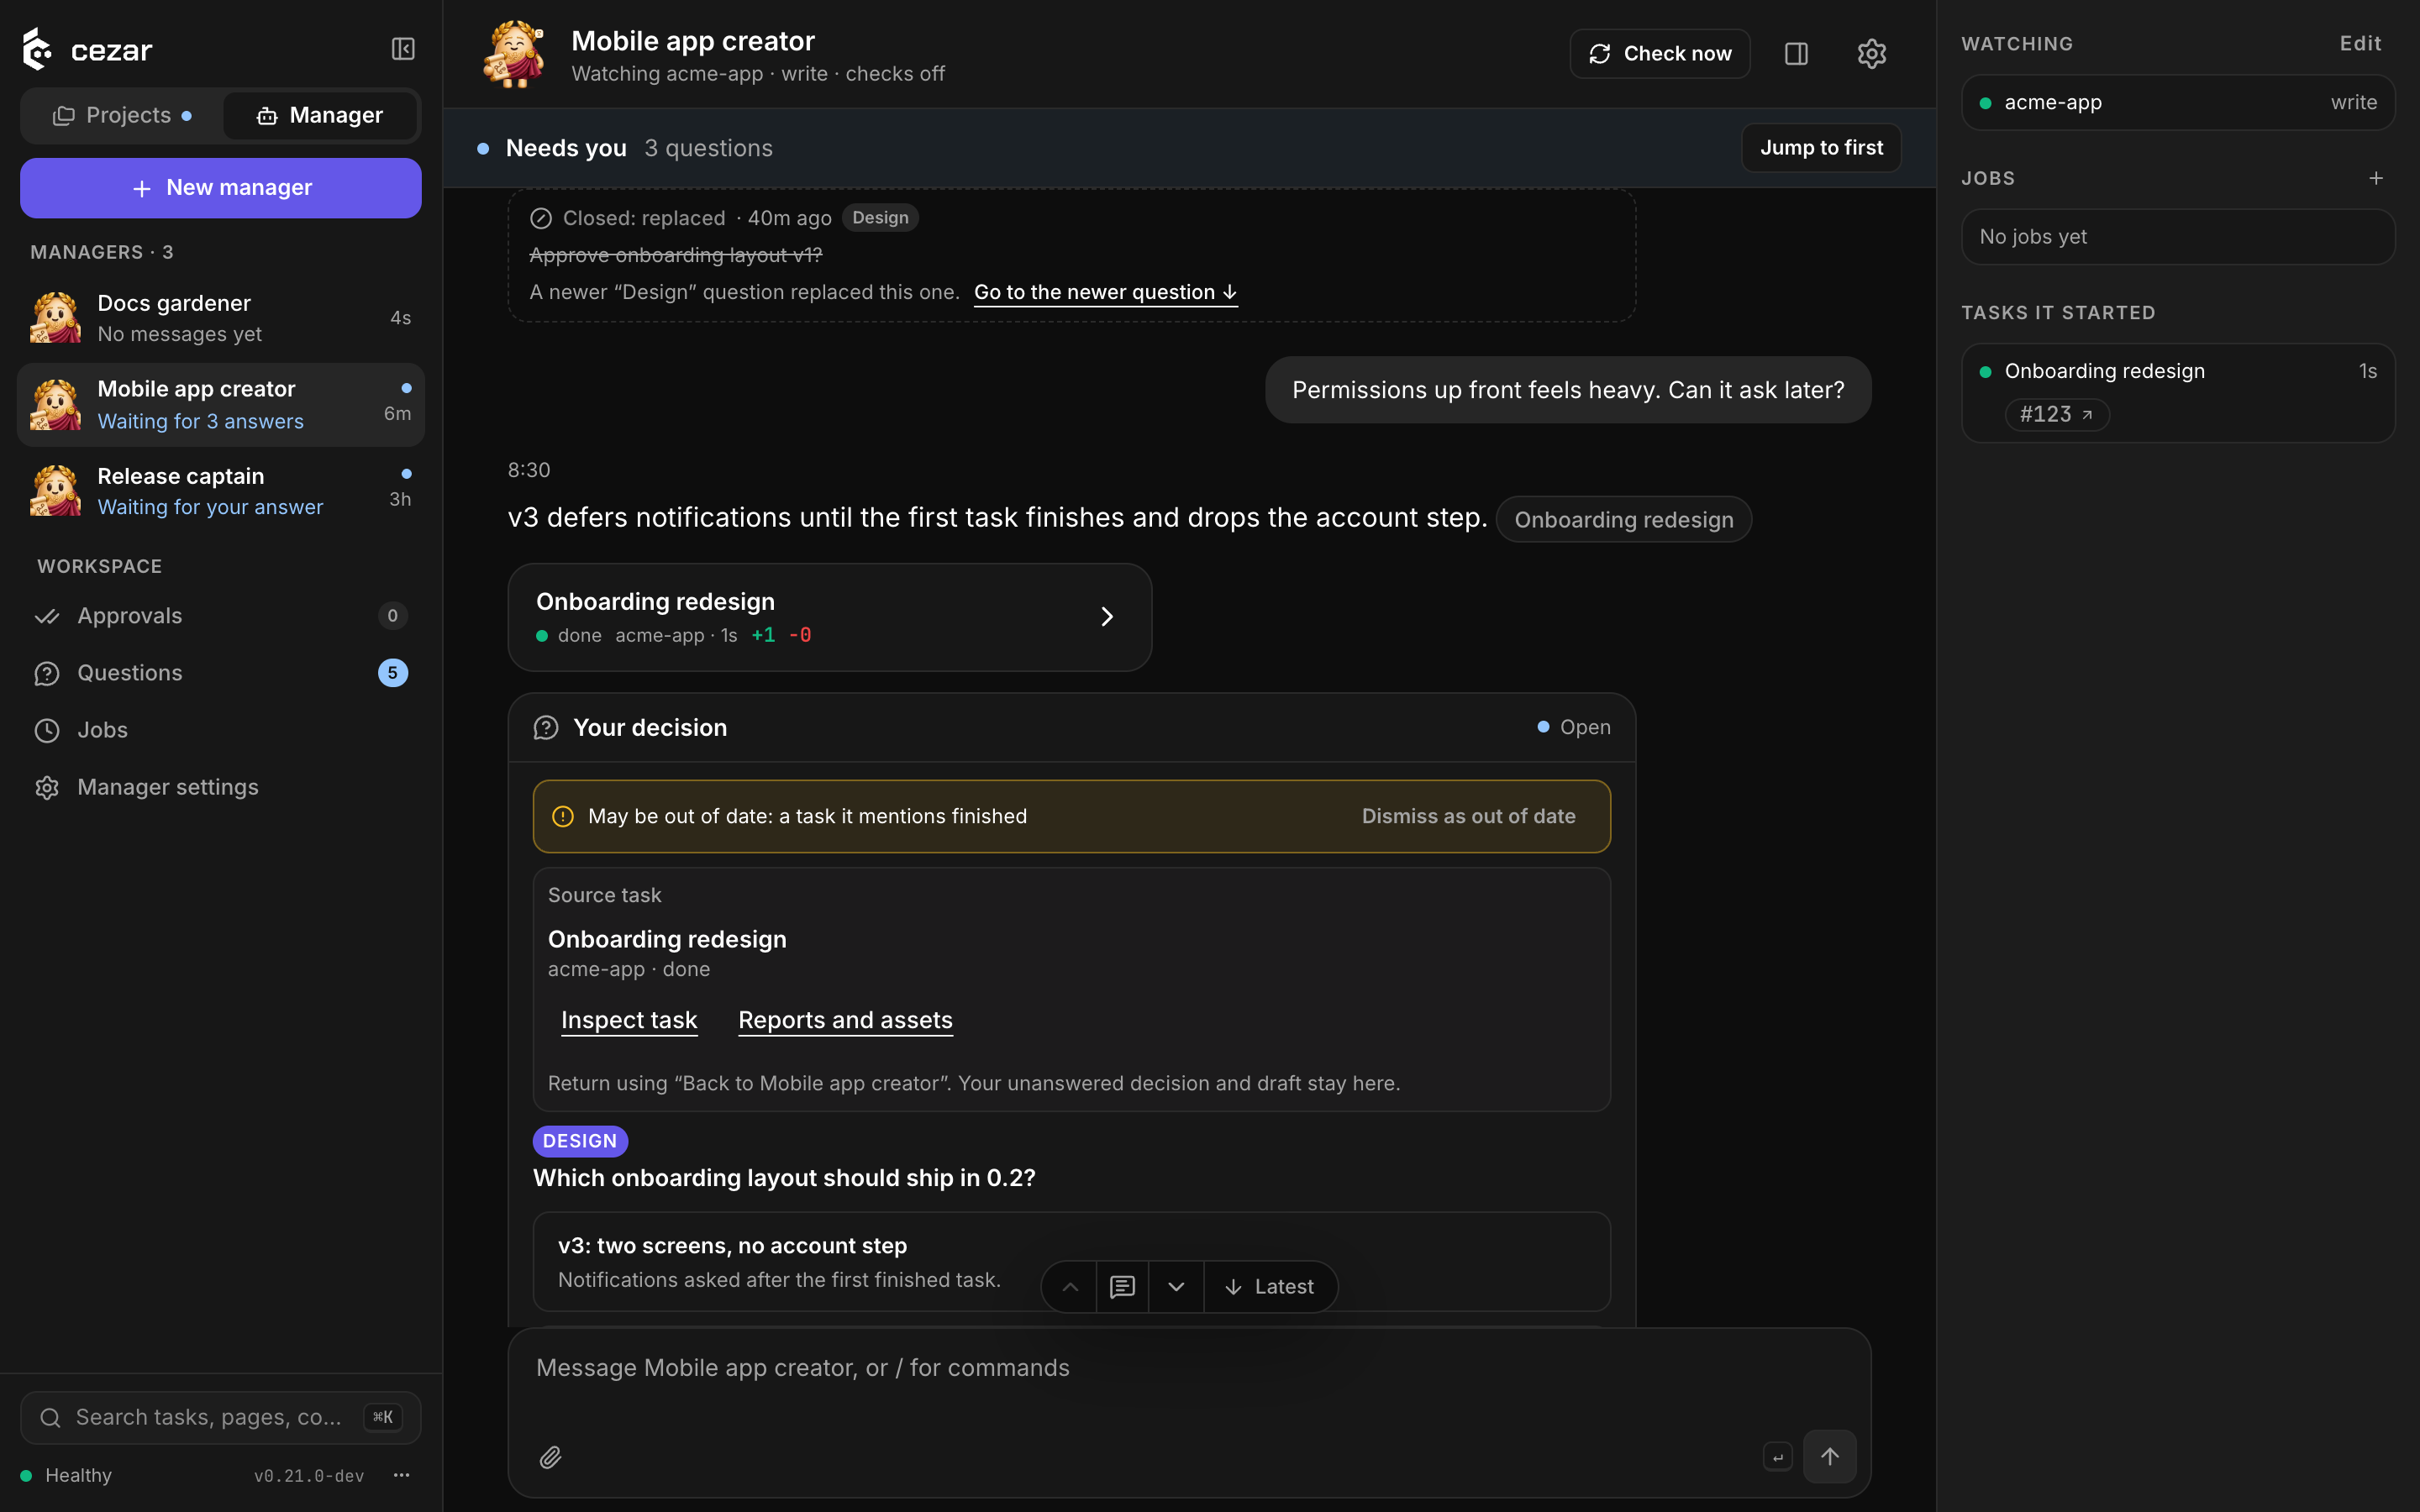 cezar
Projects
Manager
New manager
MANAGERS · 3
Docs gardener
No messages yet
4s
Mobile app creator
Waiting for 3 answers
6m
Release captain
Waiting for your answer
3h
WORKSPACE
Approvals
0
Questions
5
Jobs
Manager settings
Search tasks, pages, co...
⌘K
Healthy
v0.21.0-dev
Mobile app creator
Watching acme-app · write · checks off
Check now
Needs you 3 questions
Jump to first
Closed: replaced · 40m ago Design
Approve onboarding layout v1?
A newer “Design” question replaced this one. Go to the newer question ↓
Permissions up front feels heavy. Can it ask later?
8:30
v3 defers notifications until the first task finishes and drops the account step. Onboarding redesign
Onboarding redesign
done acme-app · 1s +1 -0
Your decision
Open
May be out of date: a task it mentions finished
Dismiss as out of date
Source task
Onboarding redesign
acme-app · done
Inspect task Reports and assets
Return using “Back to Mobile app creator”. Your unanswered decision and draft stay here.
DESIGN
Which onboarding layout should ship in 0.2?
v3: two screens, no account step
Notifications asked after the first finished task.
Latest
Message Mobile app creator, or / for commands
WATCHING
Edit
acme-app
write
JOBS
No jobs yet
TASKS IT STARTED
Onboarding redesign
1s
#123 ↗